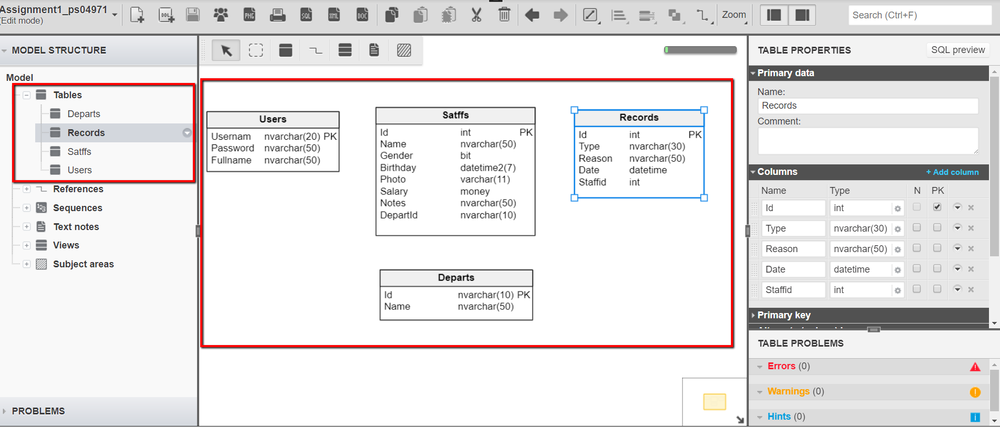 Assignment1_ps04971
(Edit mode)
DDL
PNG
SQL
XML
DOC
Zoom
Search (Ctrl+F)
MODEL STRUCTURE
Model
Tables
Departs
Records
Satffs
Users
References
123
Sequences
Text notes
Views
Subject areas
PROBLEMS
Users
Usernam nvarchar(20) PK
Password nvarchar(50)
Fullname nvarchar(50)
Satffs
Id int PK
Name nvarchar(50)
Gender bit
Birthday datetime2(7)
Photo varchar(11)
Salary money
Notes nvarchar(50)
DepartId nvarchar(10)
Records
Id int PK
Type nvarchar(30)
Reason nvarchar(50)
Date datetime
Staffid int
Departs
Id nvarchar(10) PK
Name nvarchar(50)
TABLE PROPERTIES SQL preview
Primary data
Name:
Records
Comment:
Columns + Add column
Name Type N PK
Id int
Type nvarchar(30)
Reason nvarchar(50)
Date datetime
Staffid int
Primary key
TABLE PROBLEMS
Errors (0)
Warnings (0)
Hints (0)